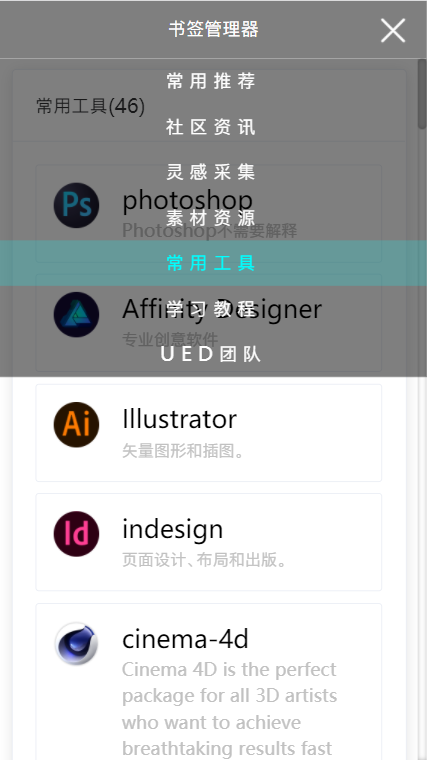 书签管理器
常用推荐
常用工具(46)
社区资讯
灵感采集
Ps
photoshop
素材资源
Photoshop不需要解释
常用工具
Affinity Designer
学习教程
专业创意软件
UED团队
Ai
Illustrator
矢量图形和插图。
Id
indesign
页面设计、布局和出版。
cinema-4d
Cinema 4D is the perfect
package for all 3D artists
who want to achieve
breathtaking results fast